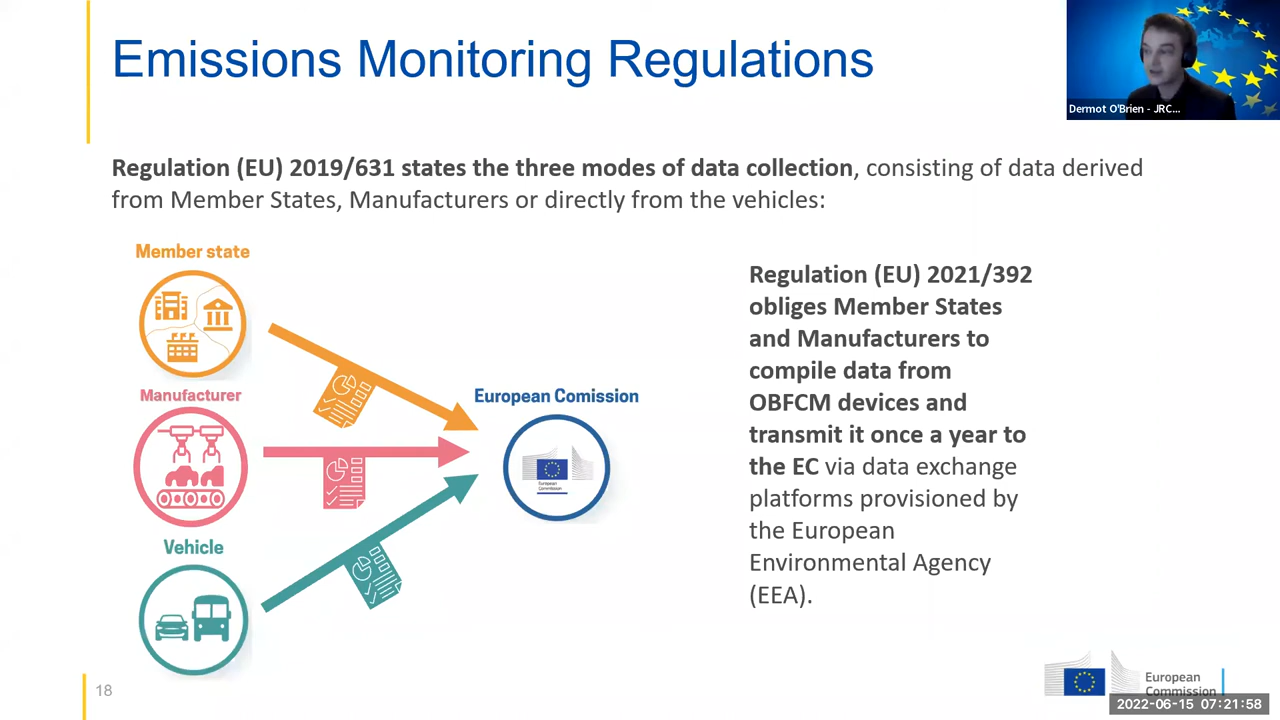 Emissions Monitoring Regulations
Dermot O'Brien - JRC...
Regulation (EU) 2019/631 states the three modes of data collection, consisting of data derived
from Member States, Manufacturers or directly from the vehicles:
Member state
Manufacturer
Vehicle
European Comission
European
Commission
Regulation (EU) 2021/392
obliges Member States
and Manufacturers to
compile data from
OBFCM devices and
transmit it once a year to
the EC via data exchange
platforms provisioned by
the European
Environmental Agency
(EEA).
18
European
Commission
2022-06-15 07:21:58